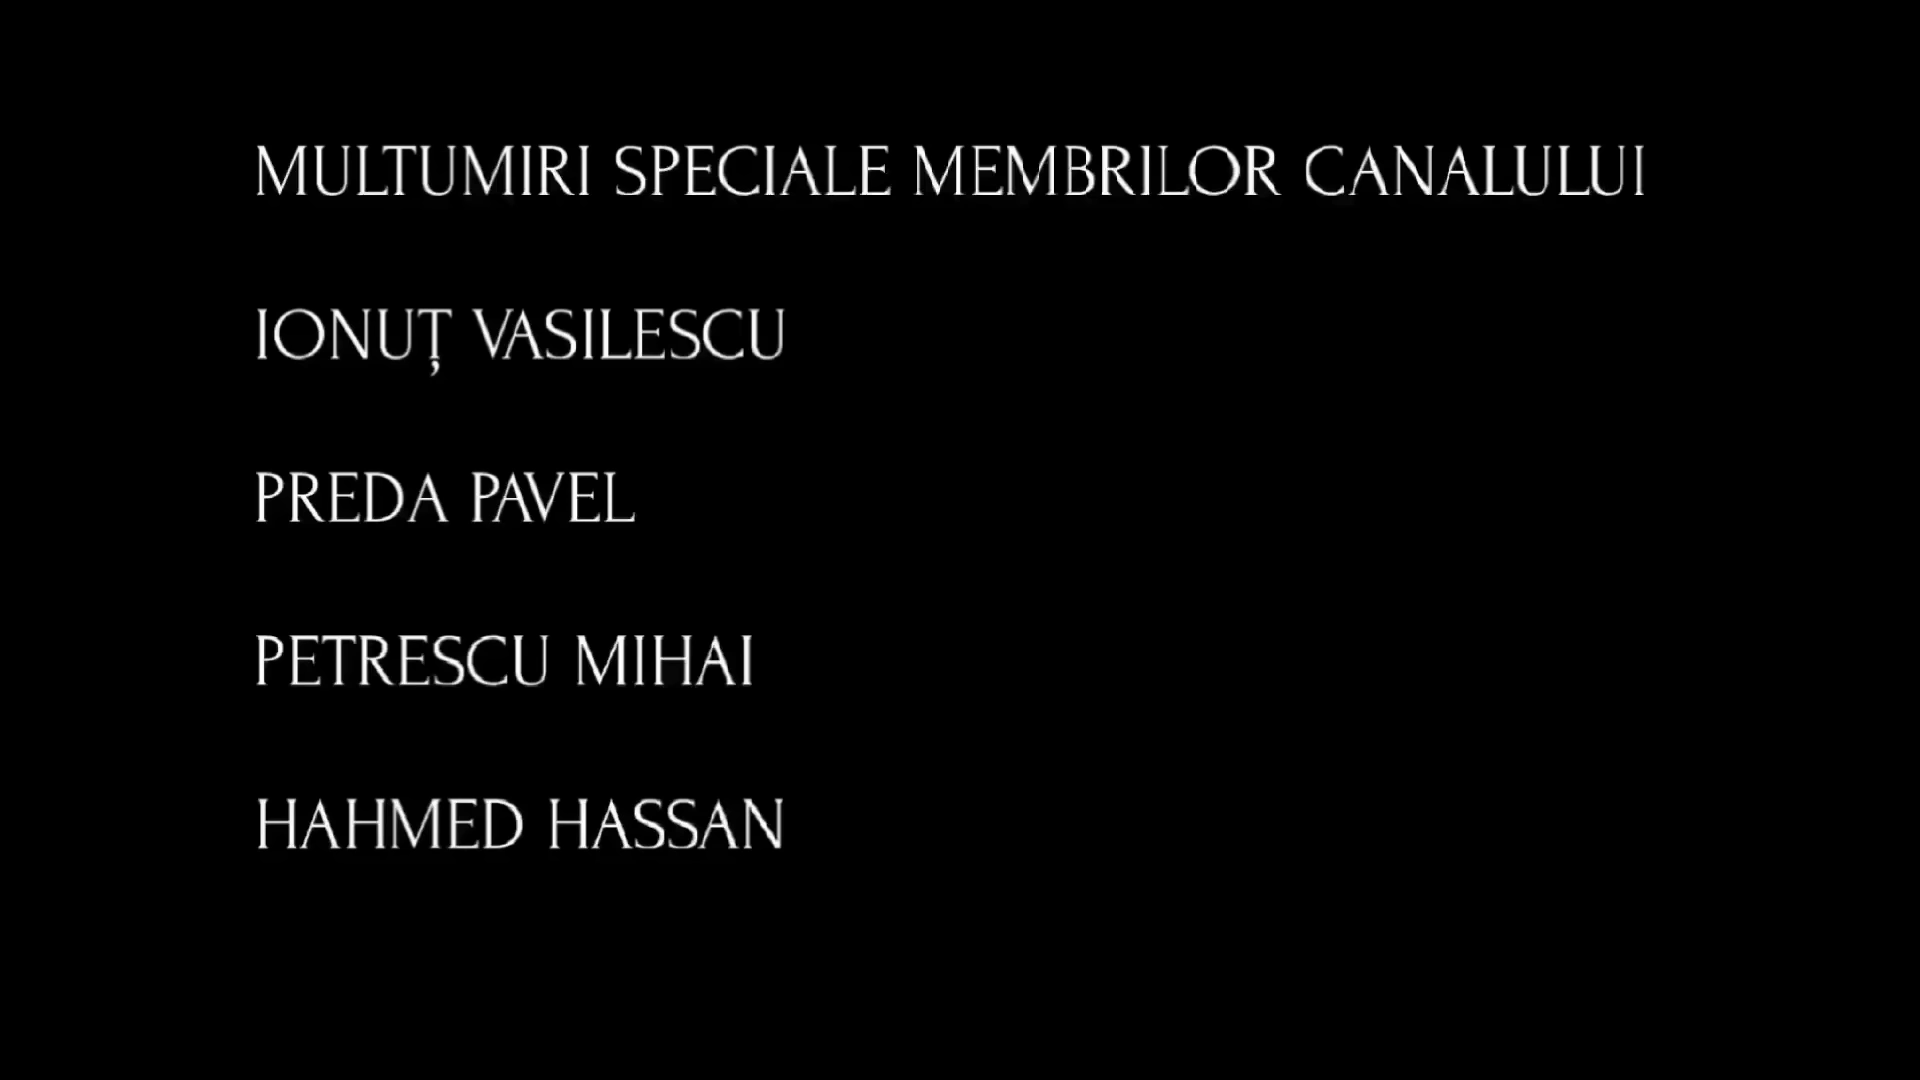 MULTUMIRI SPECIALE MEMBRILOR CANALULUI
IONUȚ VASILESCU
PREDA PAVEL
PETRESCU MIHAI
HAHMED HASSAN